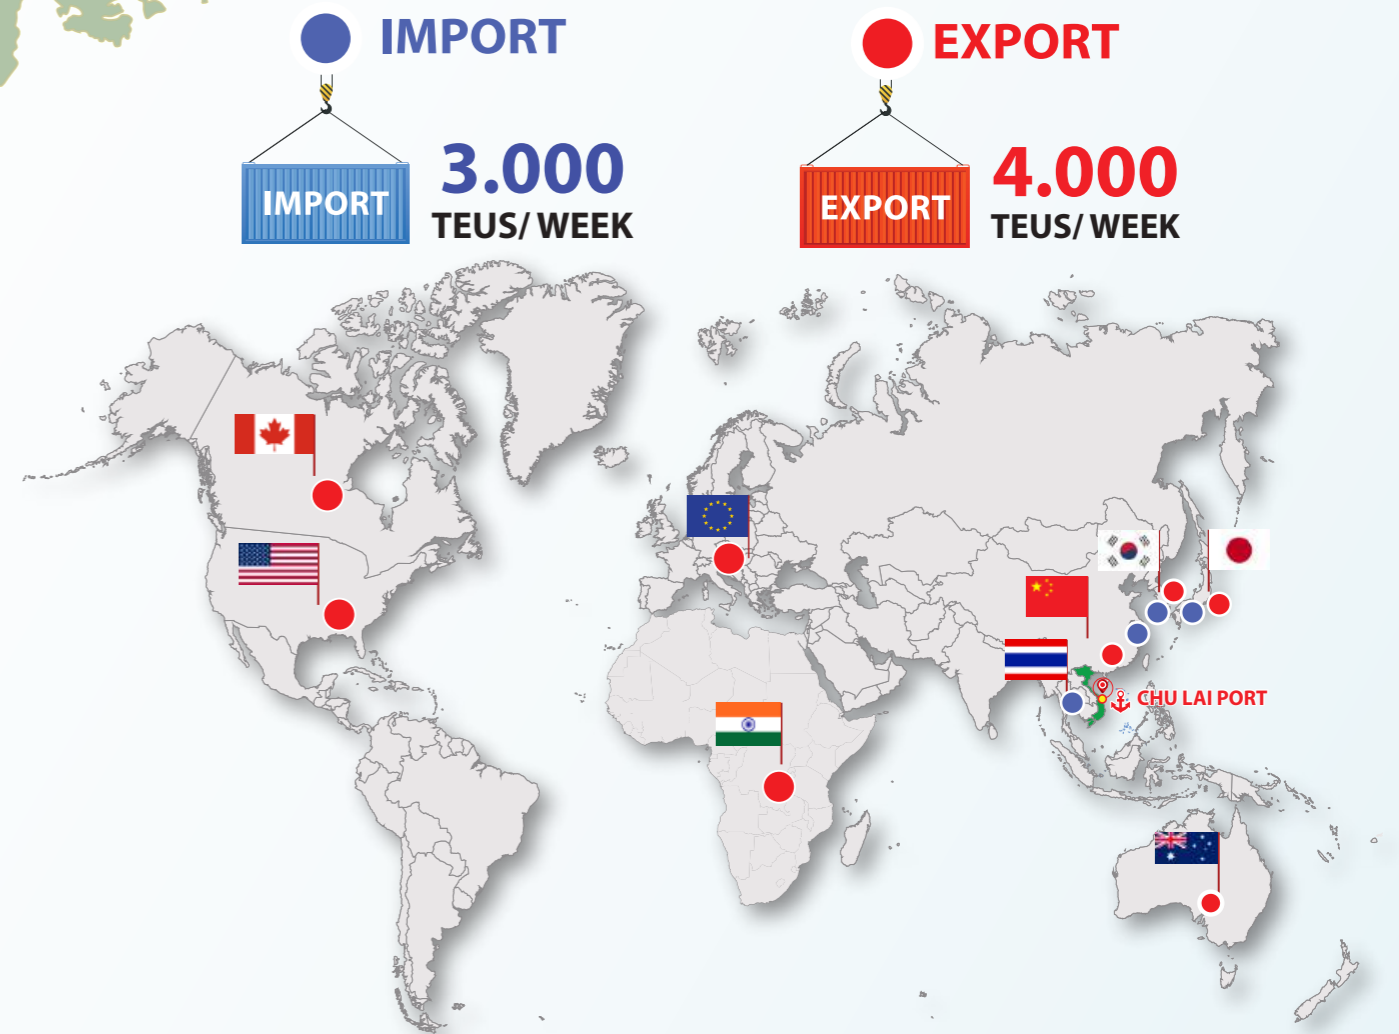 IMPORT
EXPORT
IMPORT
3.000
TEUS/ WEEK
EXPORT
4.000
TEUS/ WEEK
CHU LAI PORT